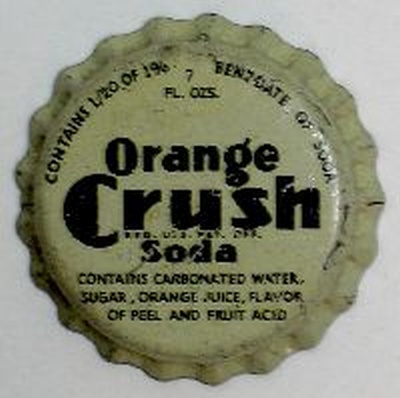 CONTAINS 1/20 OF 1% BENZOATE OF SODA
7
FL. OZS.
Orange
Crush
REG. U.S. PAT. OFF.
Soda
CONTAINS CARBONATED WATER,
SUGAR, ORANGE JUICE, FLAVOR
OF PEEL AND FRUIT ACID